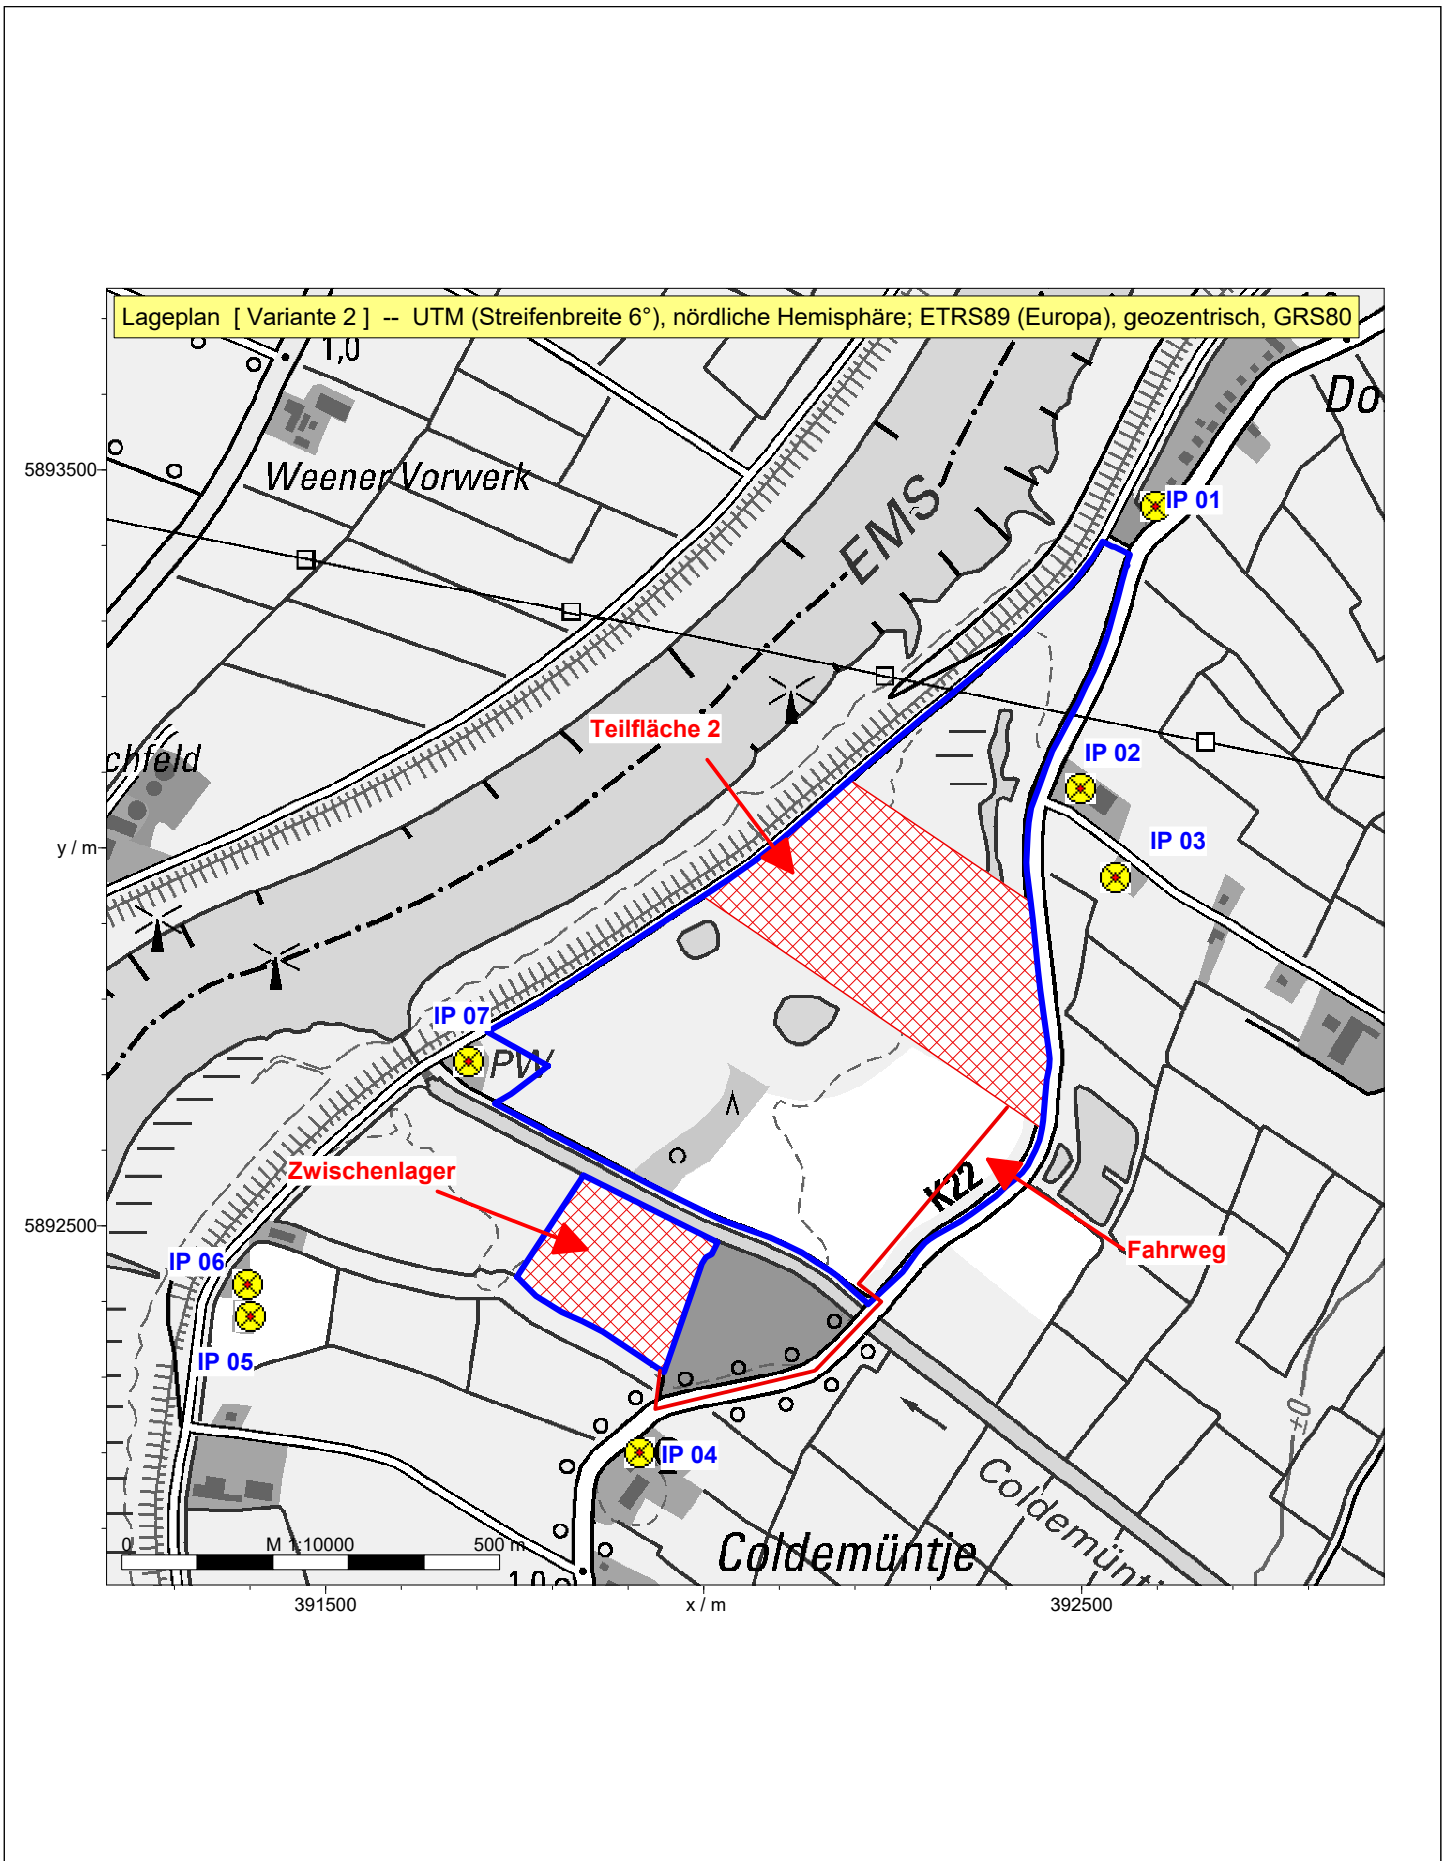 Lageplan [ Variante 2 ] -- UTM (Streifenbreite 6°), nördliche Hemisphäre; ETRS89 (Europa), geozentrisch, GRS80
1,0
Do
5893500
Weener Vorwerk
EMS
IP 01
Teilfläche 2
chfeld
IP 02
IP 03
y / m
IP 07
PW
Zwischenlager
K22
5892500
Fahrweg
IP 06
IP 05
IP 04
Coldemünt
Coldemüntje
0 M 1:10000 500 m
1,0
391500 x / m 392500